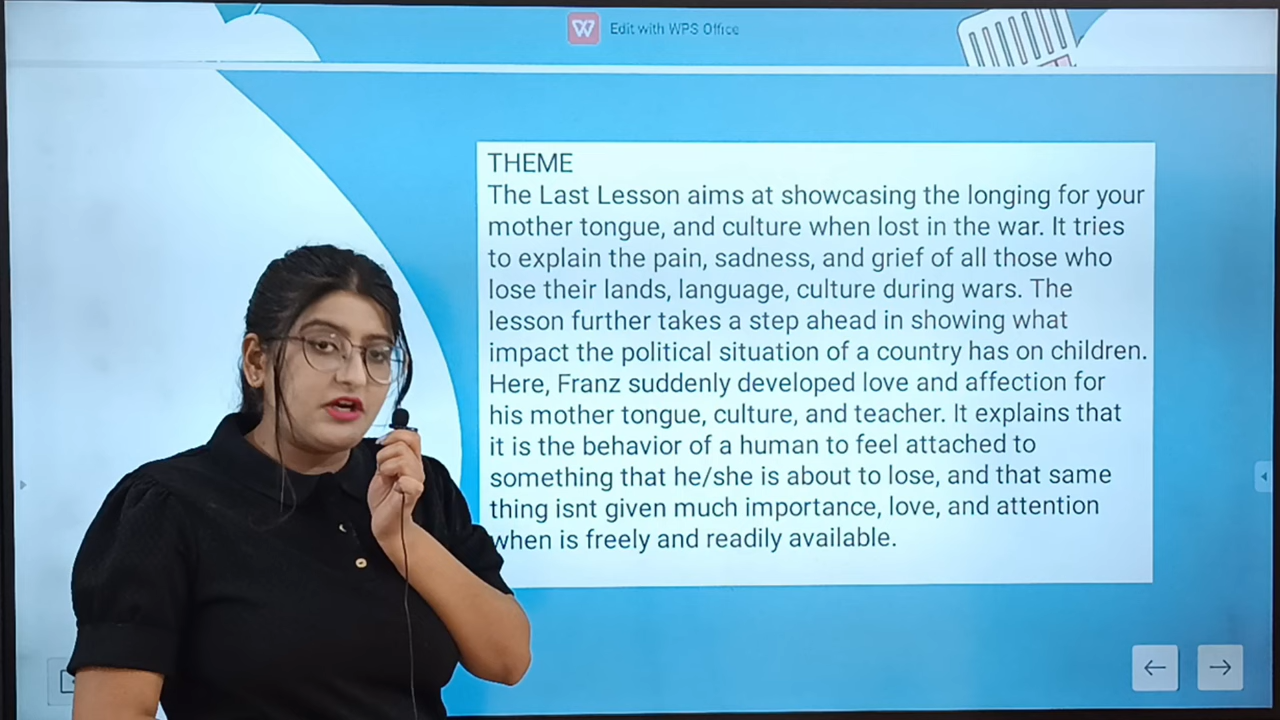 Edit with WPS Office
THEME
The Last Lesson aims at showcasing the longing for your
mother tongue, and culture when lost in the war. It tries
to explain the pain, sadness, and grief of all those who
lose their lands, language, culture during wars. The
lesson further takes a step ahead in showing what
impact the political situation of a country has on children.
Here, Franz suddenly developed love and affection for
his mother tongue, culture, and teacher. It explains that
it is the behavior of a human to feel attached to
something that he/she is about to lose, and that same
thing isnt given much importance, love, and attention
when is freely and readily available.